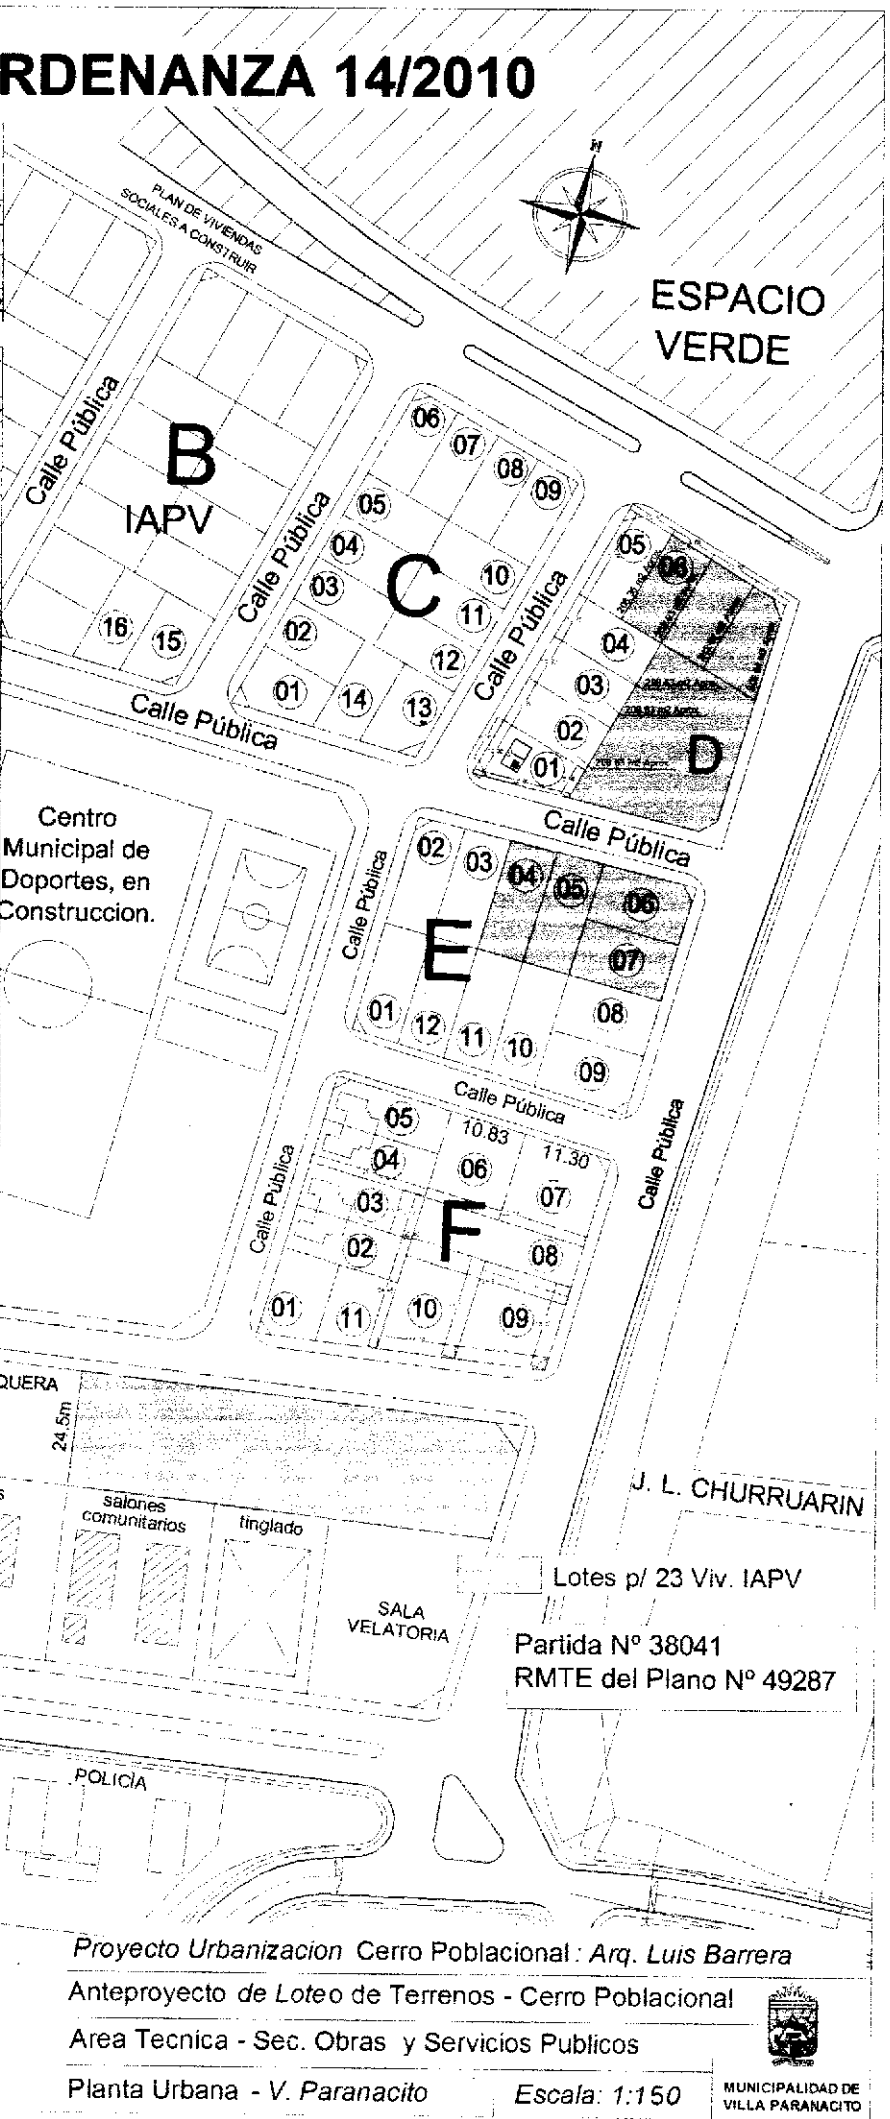 RDENANZA 14/2010
N
PLAN DE VIVIENDAS
SOCIALES A CONSTRUIR
ESPACIO
VERDE
Calle Pública
B
IAPV
16
15
Calle Pública
06
07
08
09
05
04
03
02
01
C
10
11
12
13
14
Calle Pública
05
06
04
03
02
01
D
Calle Pública
Calle Pública
Centro
Municipal de
Doportes, en
Construccion.
Calle Pública
02
03
04
05
06
07
E
01
12
11
10
08
09
Calle Pública
Calle Pública
Calle Pública
05
10.83
11.30
04
06
07
03
F
02
08
01
11
10
09
QUERA
24.5m
s
salones
comunitarios
tinglado
SALA
VELATORIA
J. L. CHURRUARIN
Lotes p/ 23 Viv. IAPV
Partida Nº 38041
RMTE del Plano Nº 49287
POLICIA
Proyecto Urbanizacion Cerro Poblacional : Arq. Luis Barrera
Anteproyecto de Loteo de Terrenos - Cerro Poblacional
Area Tecnica - Sec. Obras y Servicios Publicos
Planta Urbana - V. Paranacito
Escala: 1:150
MUNICIPALIDAD DE
VILLA PARANACITO